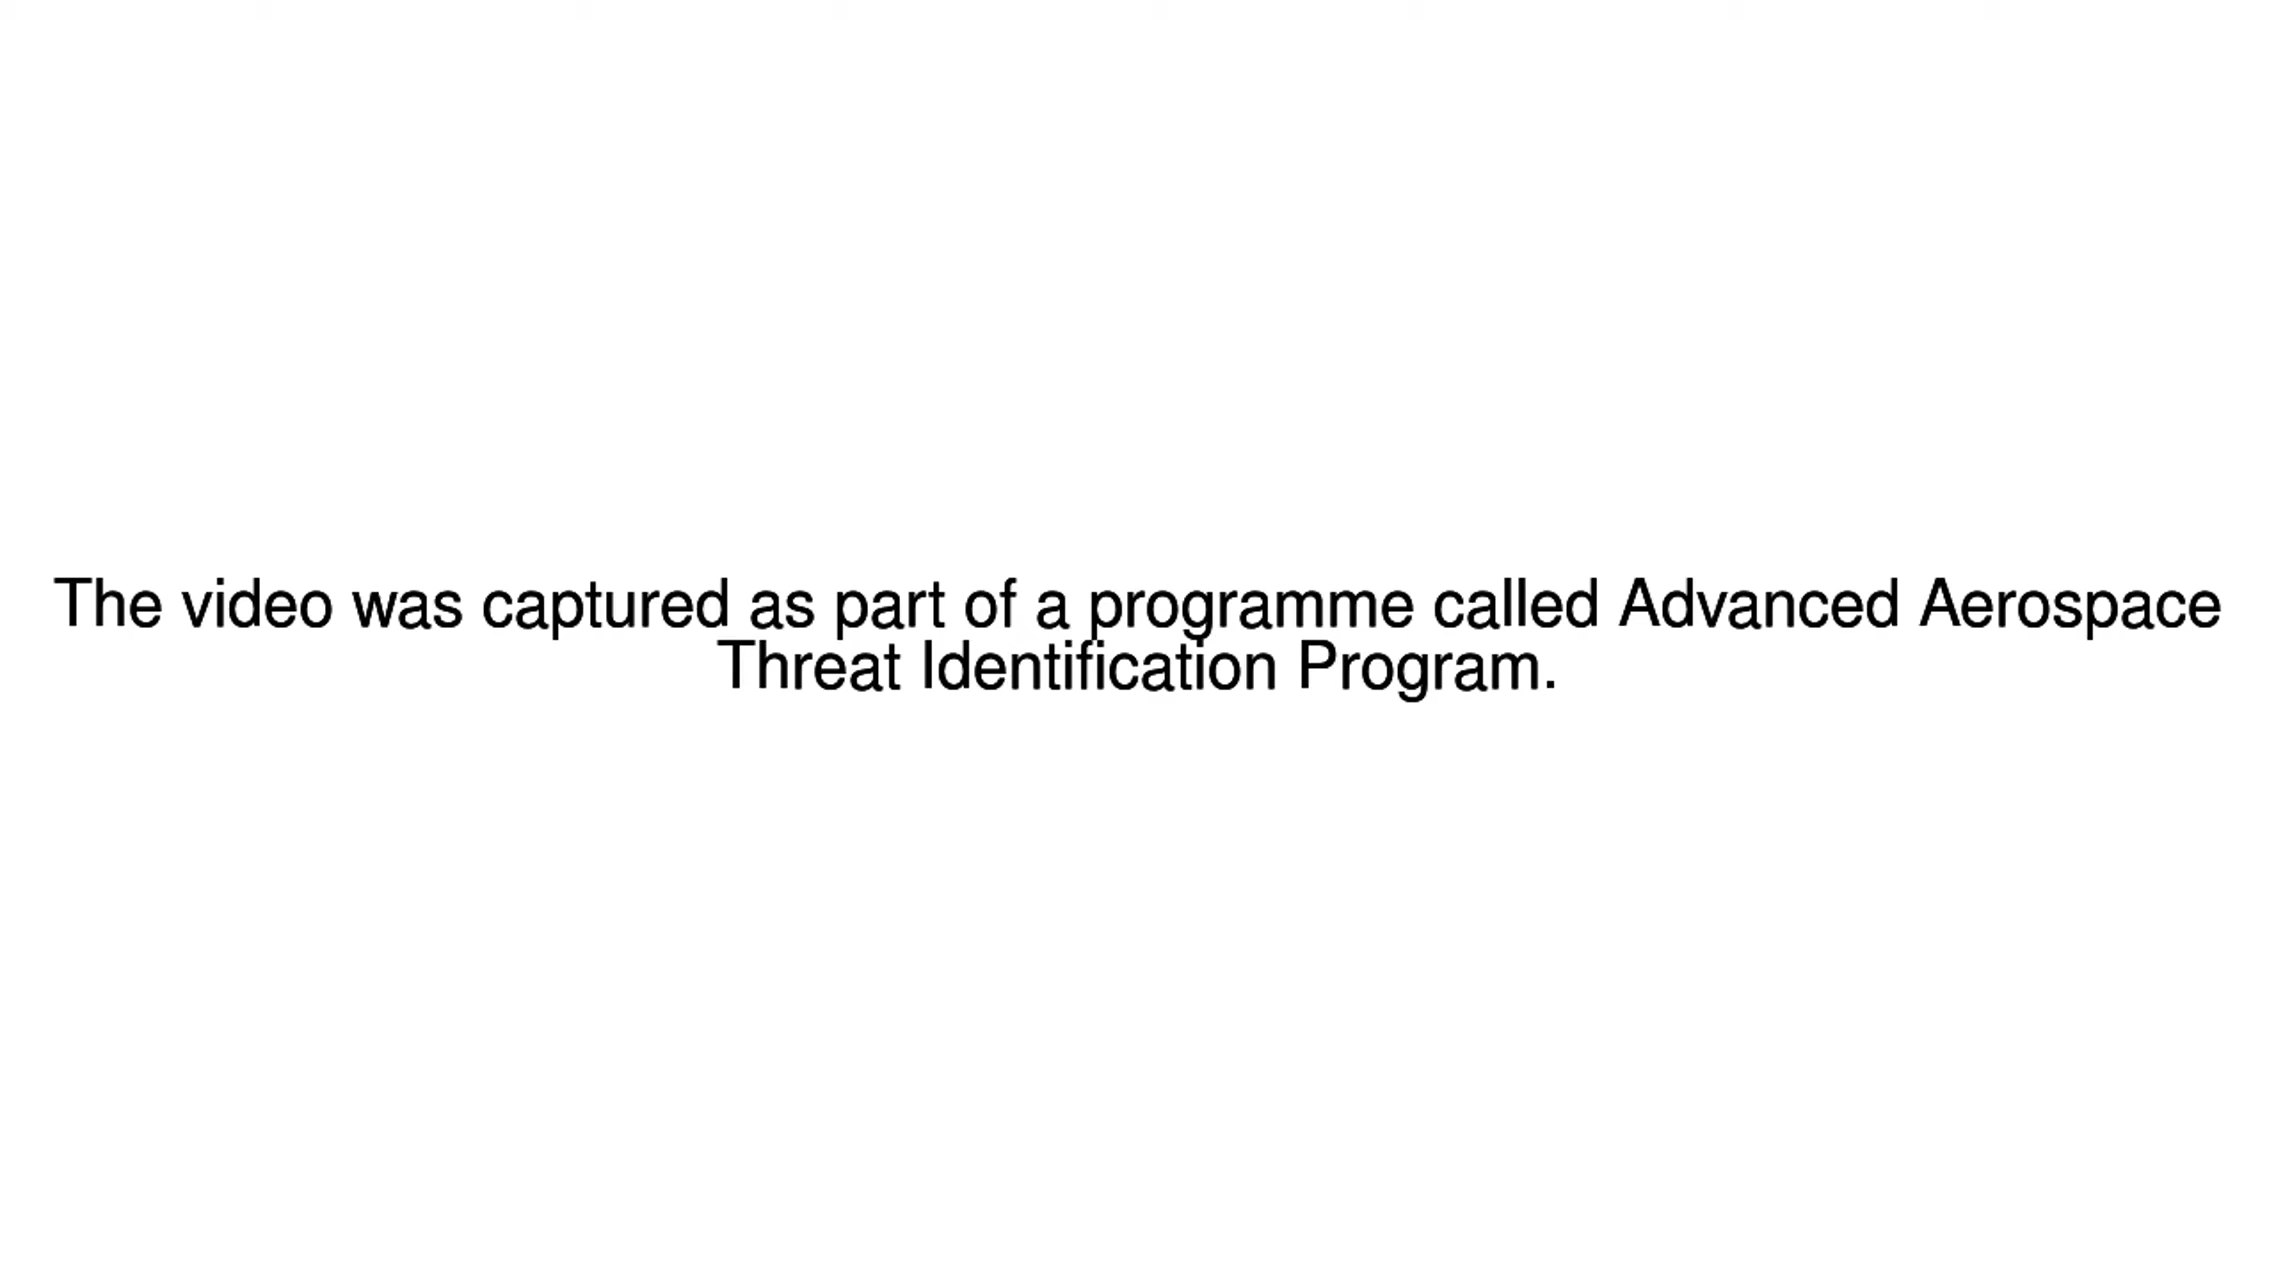 The video was captured as part of a programme called Advanced Aerospace
Threat Identification Program.